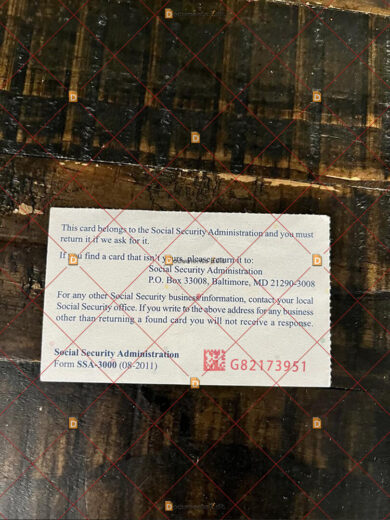 This card belongs to the Social Security Administration and you must
return it if we ask for it.
If you find a card that isn't yours, please return it to:
Social Security Administration
P.O. Box 33008, Baltimore, MD 21290-3008
For any other Social Security business/information, contact your local
Social Security office. If you write to the above address for any business
other than returning a found card you will not receive a response.
Social Security Administration
Form SSA-3000 (08-2011)
G82173951